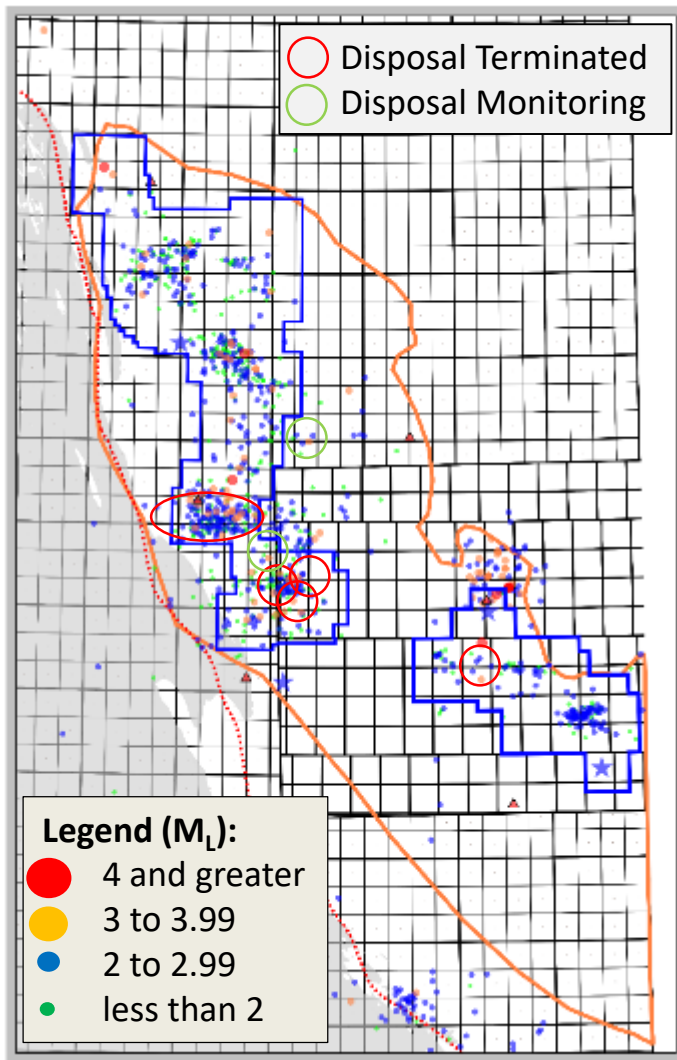 Disposal Terminated
Disposal Monitoring
Legend (ML):
4 and greater
3 to 3.99
2 to 2.99
less than 2